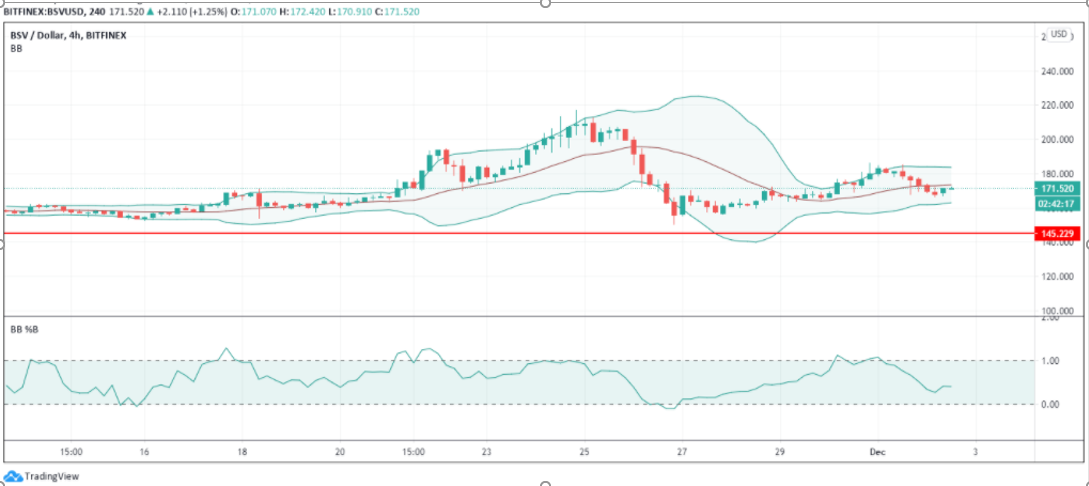 BITFINEX:BSVUSD, 240 171.520 ▲ +2.110 (+1.25%) O:171.070 H:172.420 L:170.910 C:171.520
BSV / Dollar, 4h, BITFINEX
BB
USD
240.000
220.000
200.000
180.000
171.520
02:42:17
145.229
140.000
120.000
100.000
2.00
BB %B
1.00
0.00
15:00 16 18 20 15:00 23 25 27 29 Dec 3
TradingView